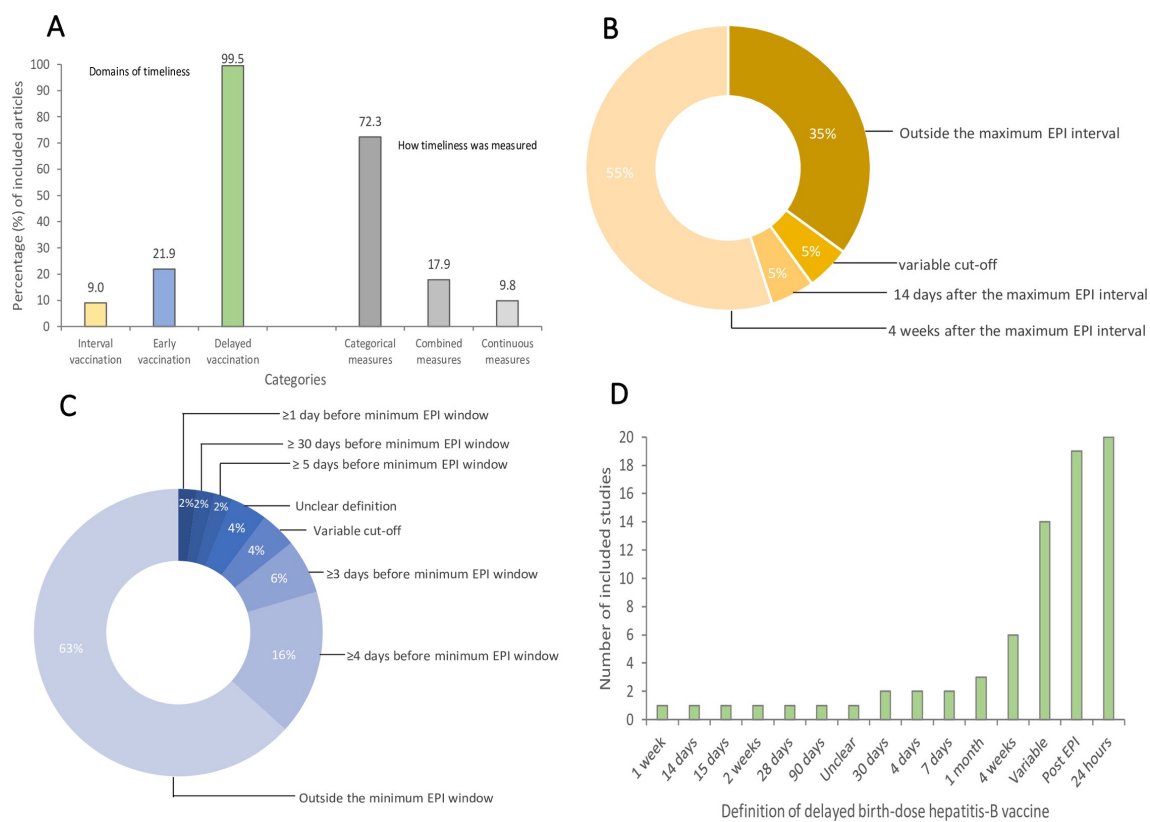 A
Percentage (%) of included articles
100
90
80
70
60
50
40
30
20
10
0
Domains of timeliness
How timeliness was measured
9.0
21.9
99.5
72.3
17.9
9.8
Interval
vaccination
Early
vaccination
Delayed
vaccination
Categorical
measures
Combined
measures
Continuous
measures
Categories
B
35%
5%
5%
55%
Outside the maximum EPI interval
variable cut-off
14 days after the maximum EPI interval
4 weeks after the maximum EPI interval
C
≥1 day before minimum EPI window
≥ 30 days before minimum EPI window
≥ 5 days before minimum EPI window
Unclear definition
Variable cut-off
≥3 days before minimum EPI window
≥4 days before minimum EPI window
Outside the minimum EPI window
2%
2%
2%
4%
4%
6%
16%
63%
D
Number of included studies
20
18
16
14
12
10
8
6
4
2
0
1 week
14 days
15 days
2 weeks
28 days
90 days
Unclear
30 days
4 days
7 days
1 month
4 weeks
Variable
Post EPI
24 hours
Definition of delayed birth-dose hepatitis-B vaccine